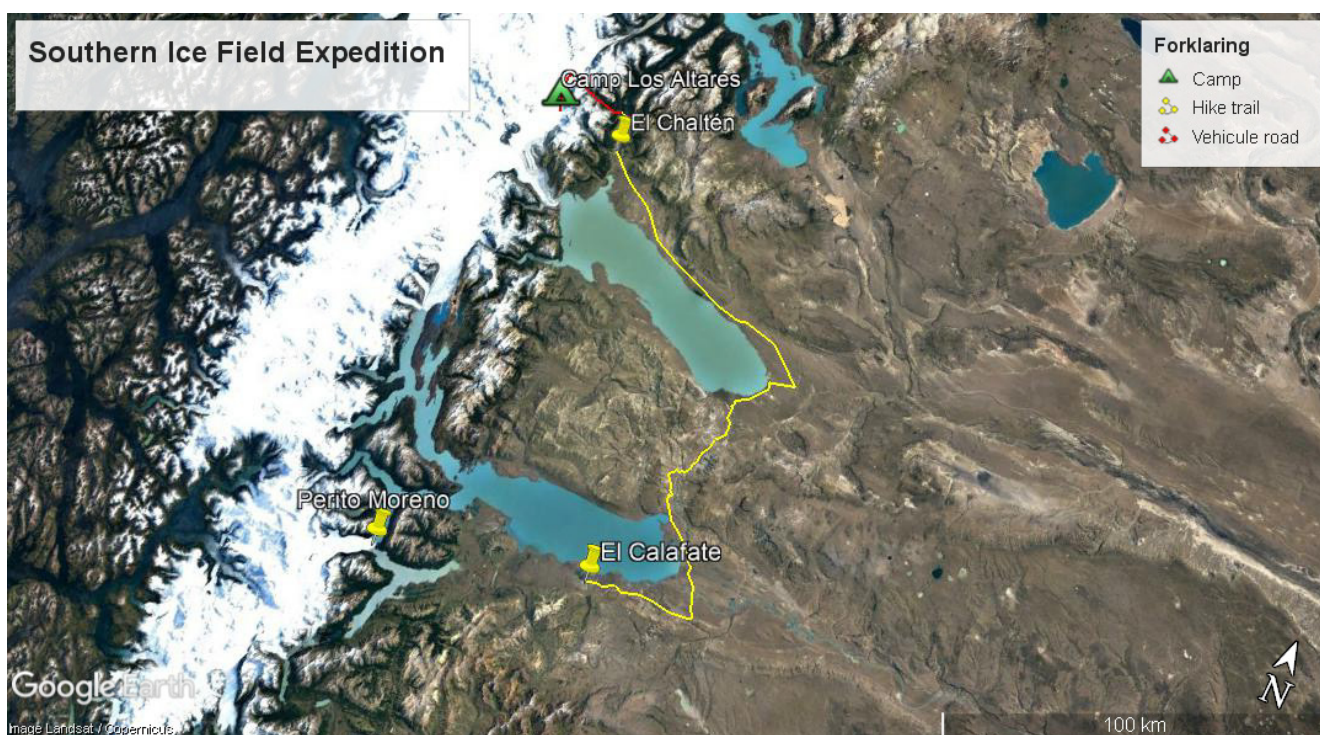 Southern Ice Field Expedition
Forklaring
Camp
Hike trail
Vehicule road
Camp Los Altares
El Chaltén
Perito Moreno
El Calafate
Google Earth
Image Landsat / Copernicus
N
100 km